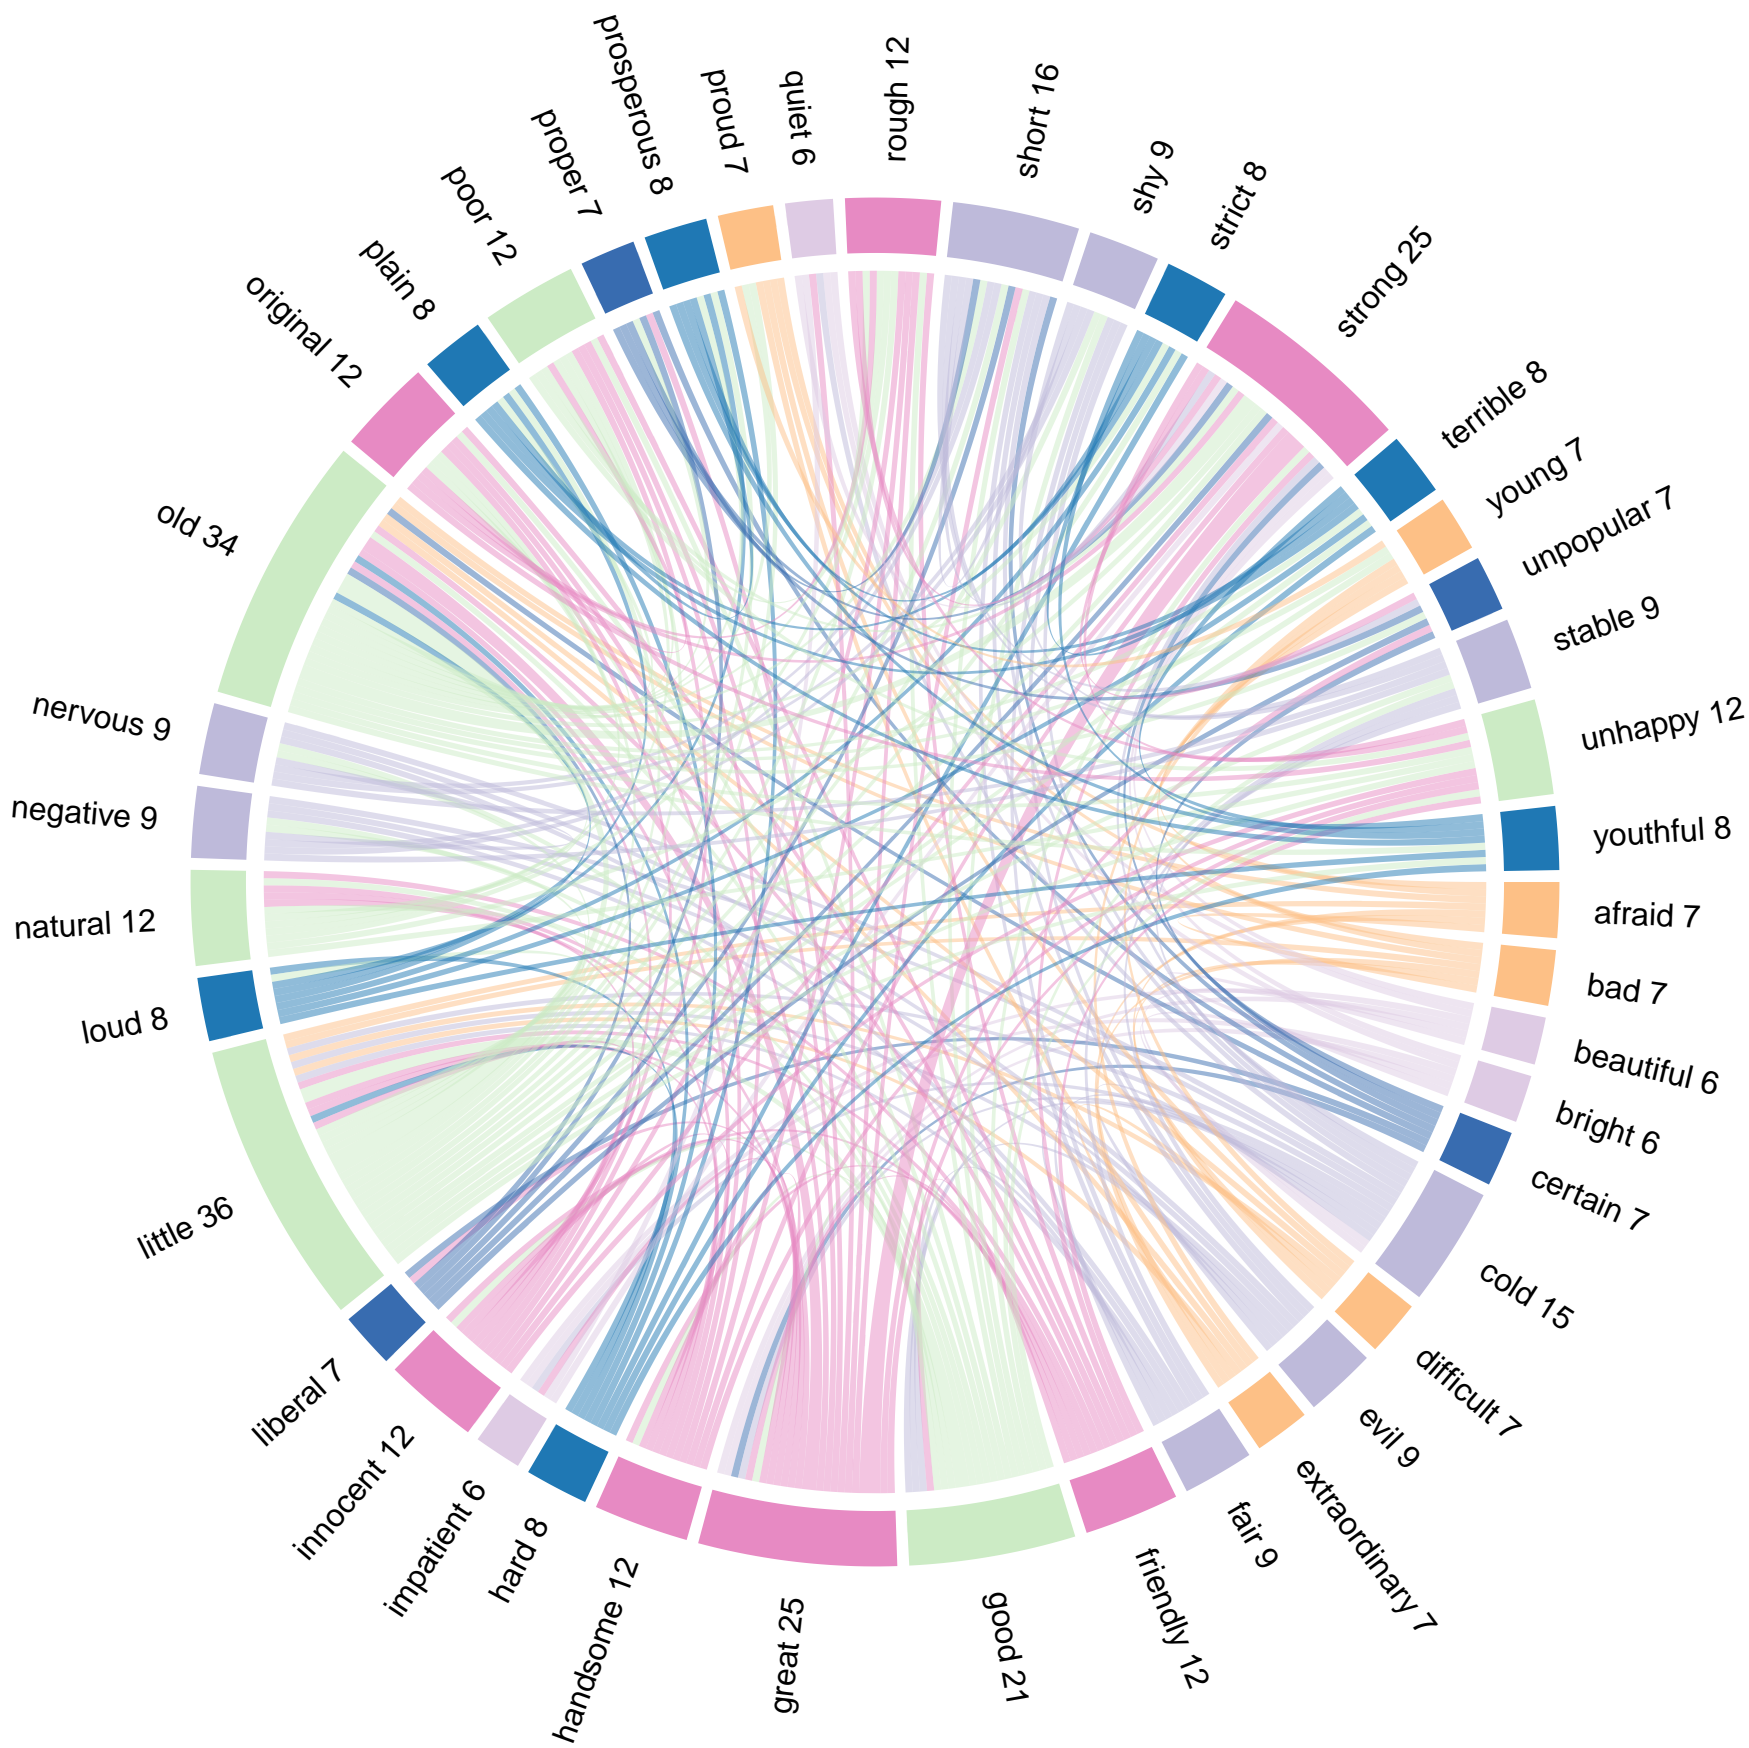 rough 12
short 16
shy 9
strict 8
strong 25
terrible 8
young 7
unpopular 7
stable 9
unhappy 12
youthful 8
afraid 7
bad 7
beautiful 6
bright 6
certain 7
cold 15
difficult 7
evil 9
extraordinary 7
fair 9
friendly 12
good 21
great 25
handsome 12
hard 8
impatient 6
innocent 12
liberal 7
little 36
loud 8
natural 12
negative 9
nervous 9
old 34
original 12
plain 8
poor 12
proper 7
prosperous 8
proud 7
quiet 6